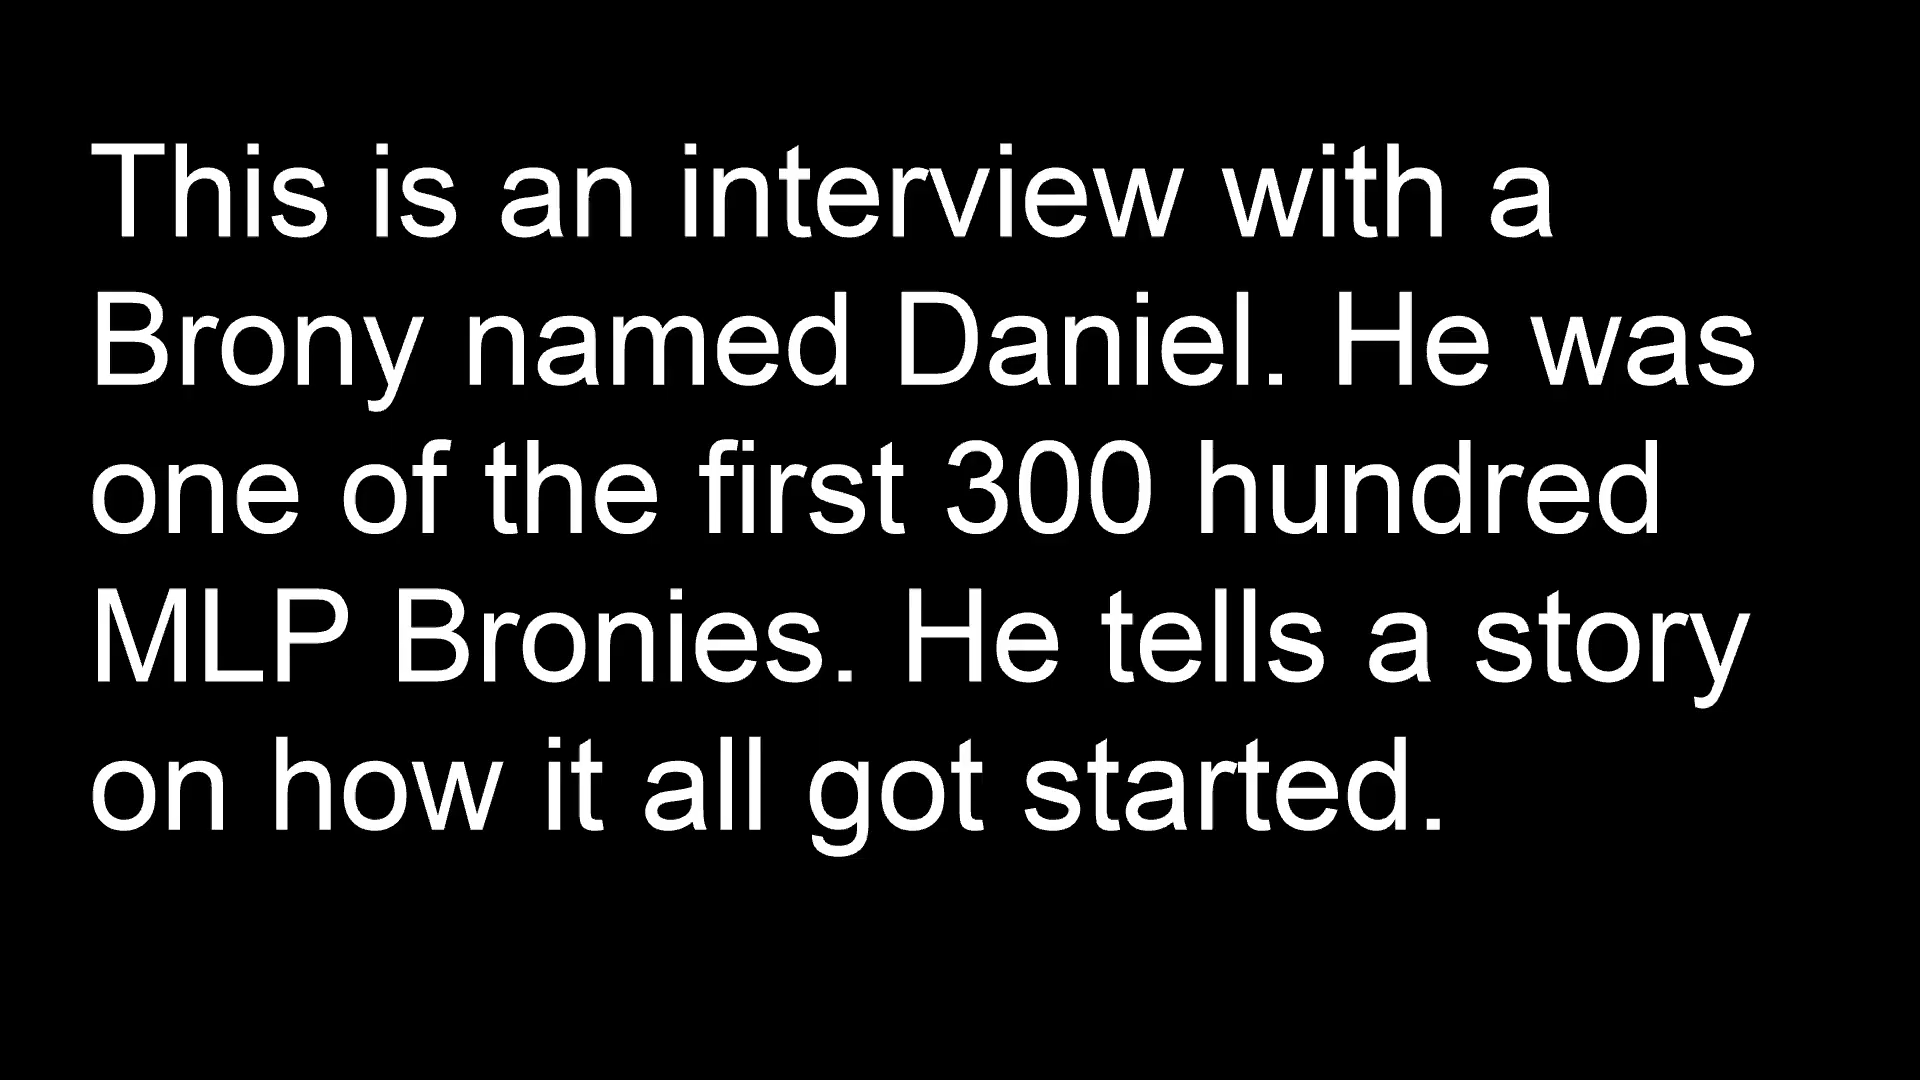 This is an interview with a
Brony named Daniel. He was
one of the first 300 hundred
MLP Bronies. He tells a story
on how it all got started.